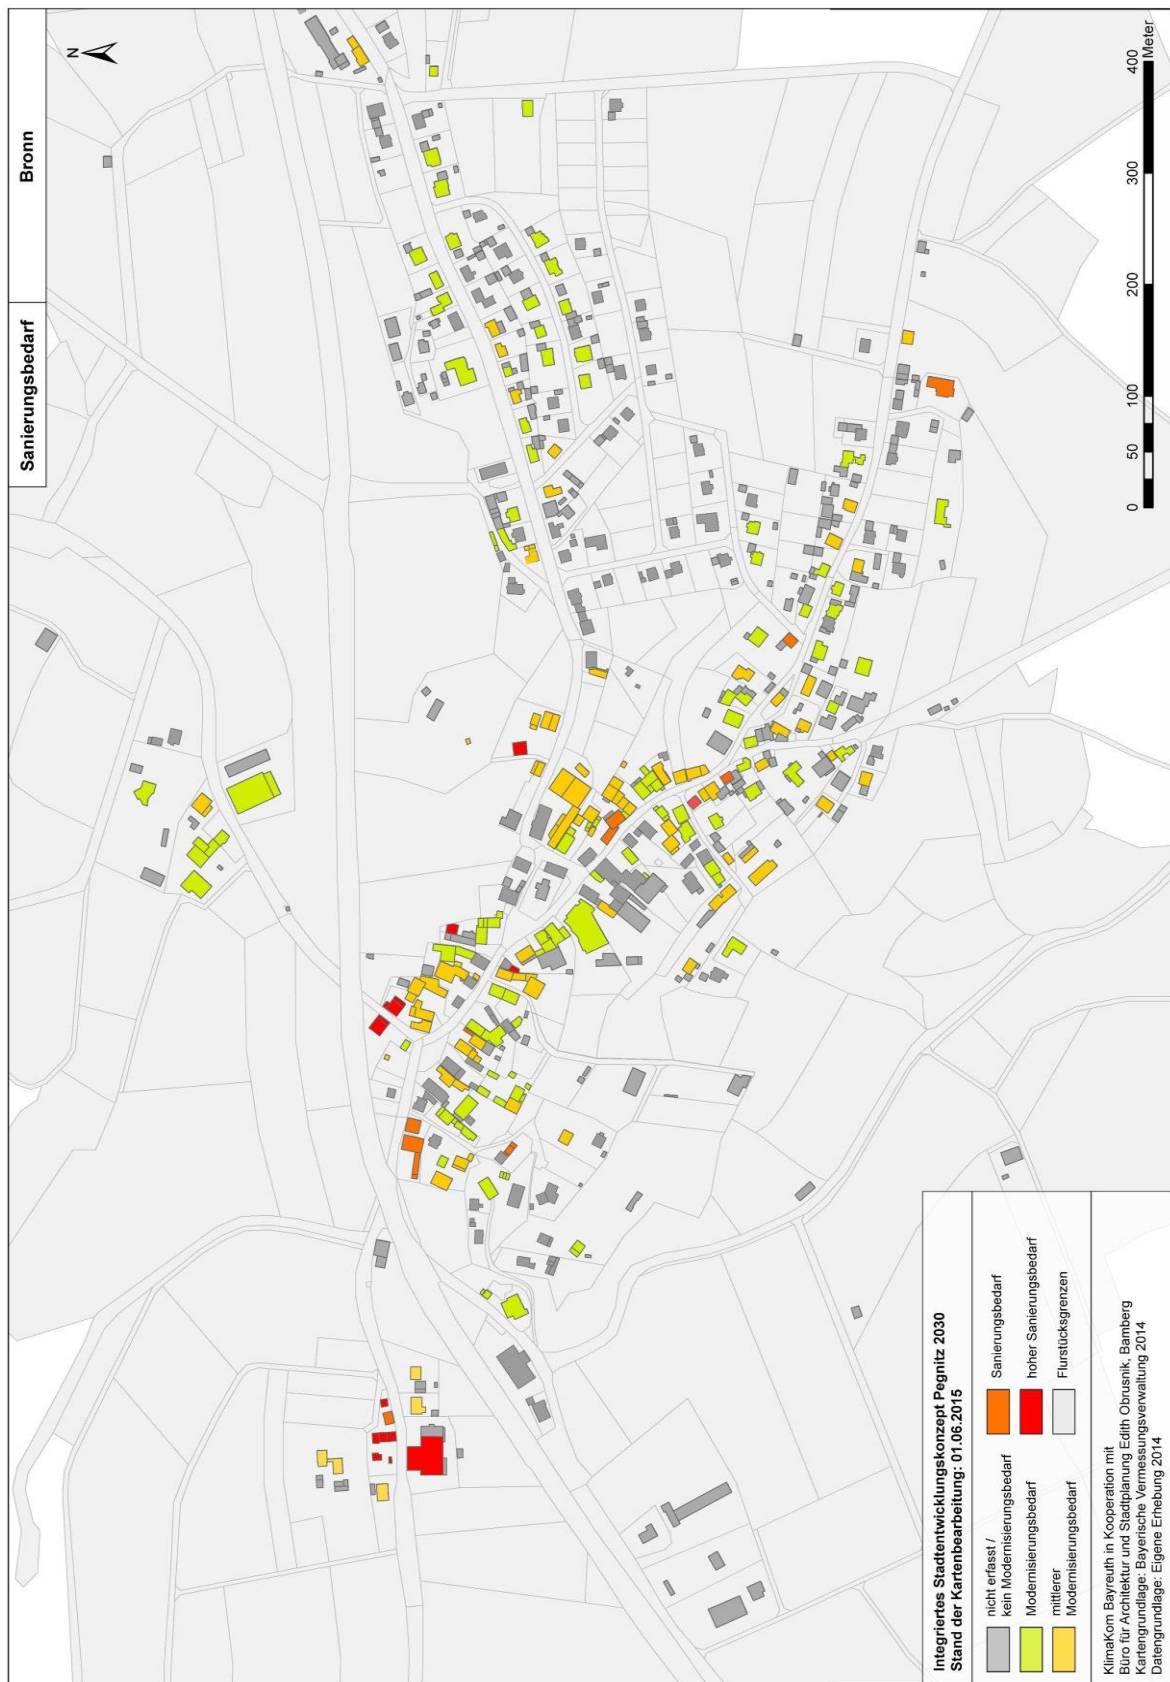 Sanierungsbedarf
Bronn
N
Integriertes Stadtentwicklungskonzept Pegnitz 2030
Stand der Kartenbearbeitung: 01.06.2015
nicht erfasst /
kein Modernisierungsbedarf
Modernisierungsbedarf
mittlerer
Modernisierungsbedarf
Sanierungsbedarf
hoher Sanierungsbedarf
Flurstücksgrenzen
KlimaKom Bayreuth in Kooperation mit
Büro für Architektur und Stadtplanung Edith Obrusnik, Bamberg
Kartengrundlage: Bayerische Vermessungsverwaltung 2014
Datengrundlage: Eigene Erhebung 2014
0 50 100 200 300 400
Meter